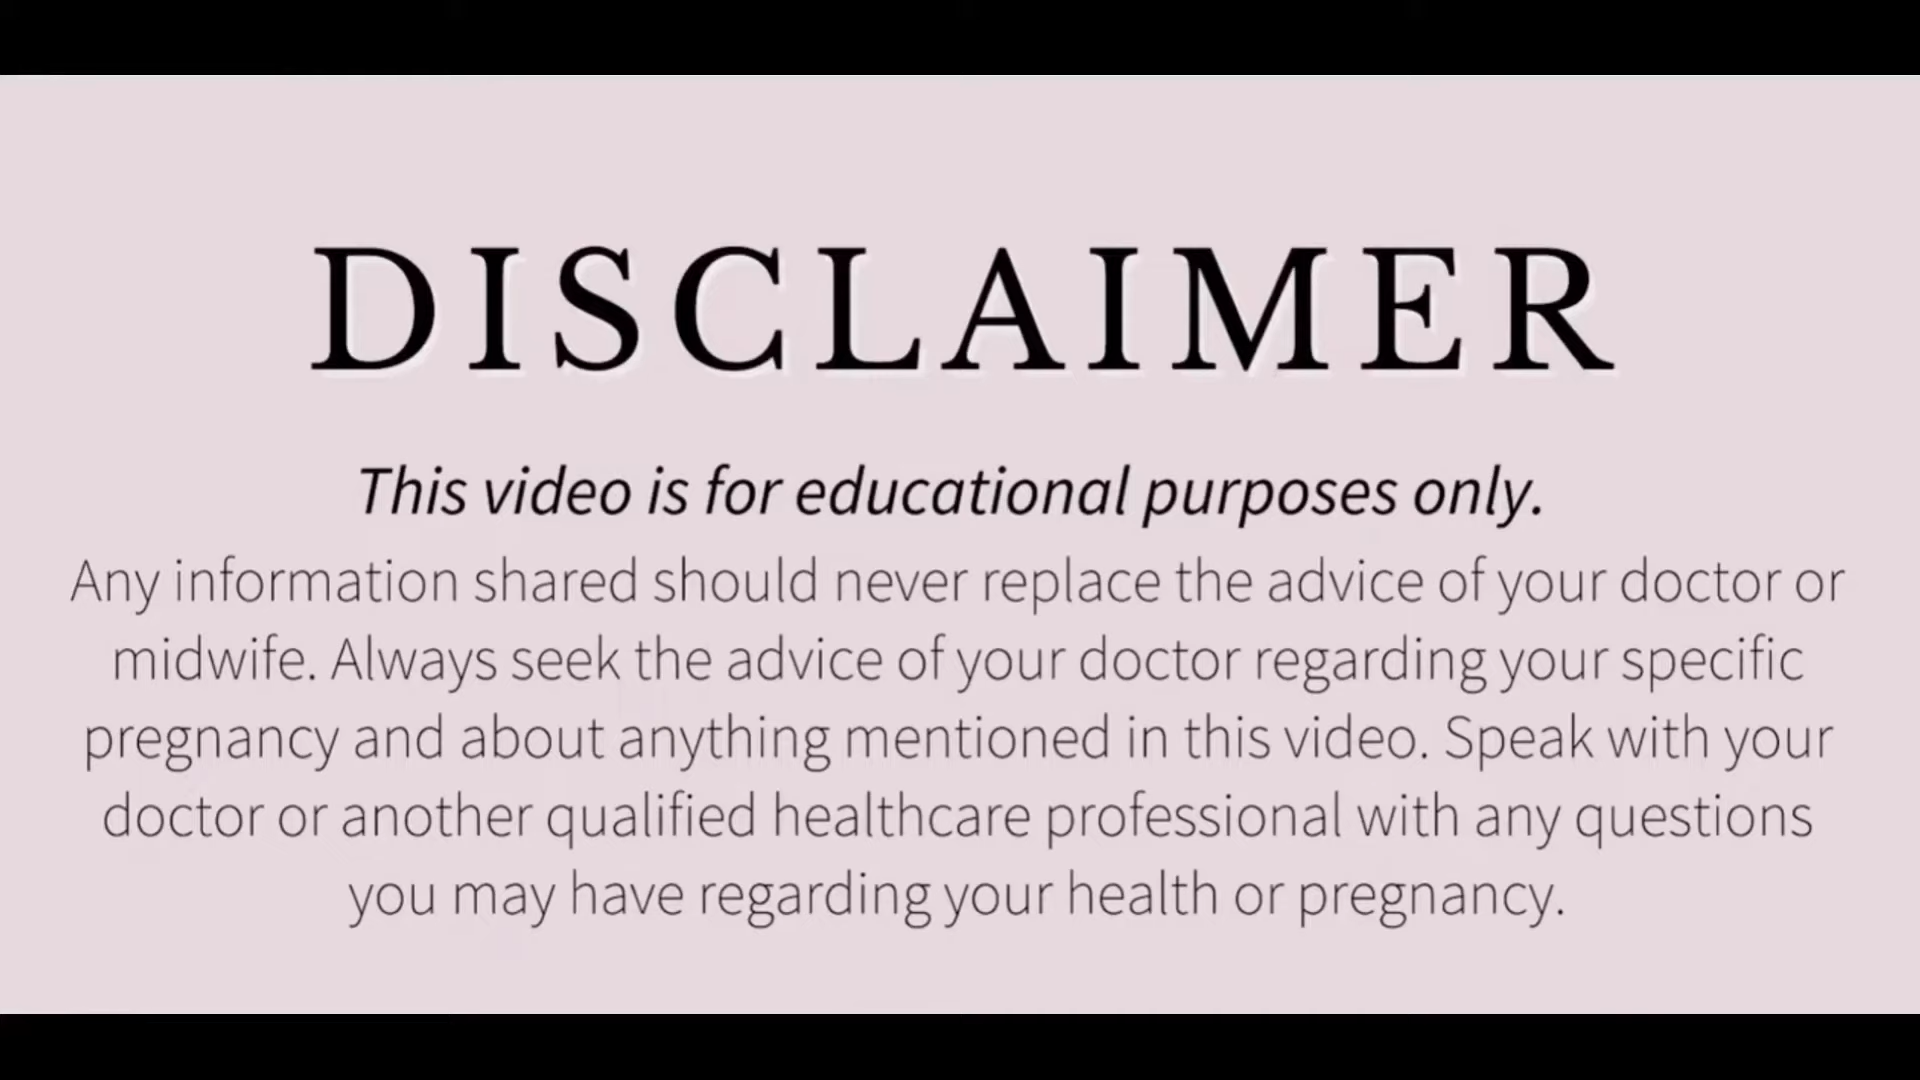 DISCLAIMER
This video is for educational purposes only.
Any information shared should never replace the advice of your doctor or
midwife. Always seek the advice of your doctor regarding your specific
pregnancy and about anything mentioned in this video. Speak with your
doctor or another qualified healthcare professional with any questions
you may have regarding your health or pregnancy.